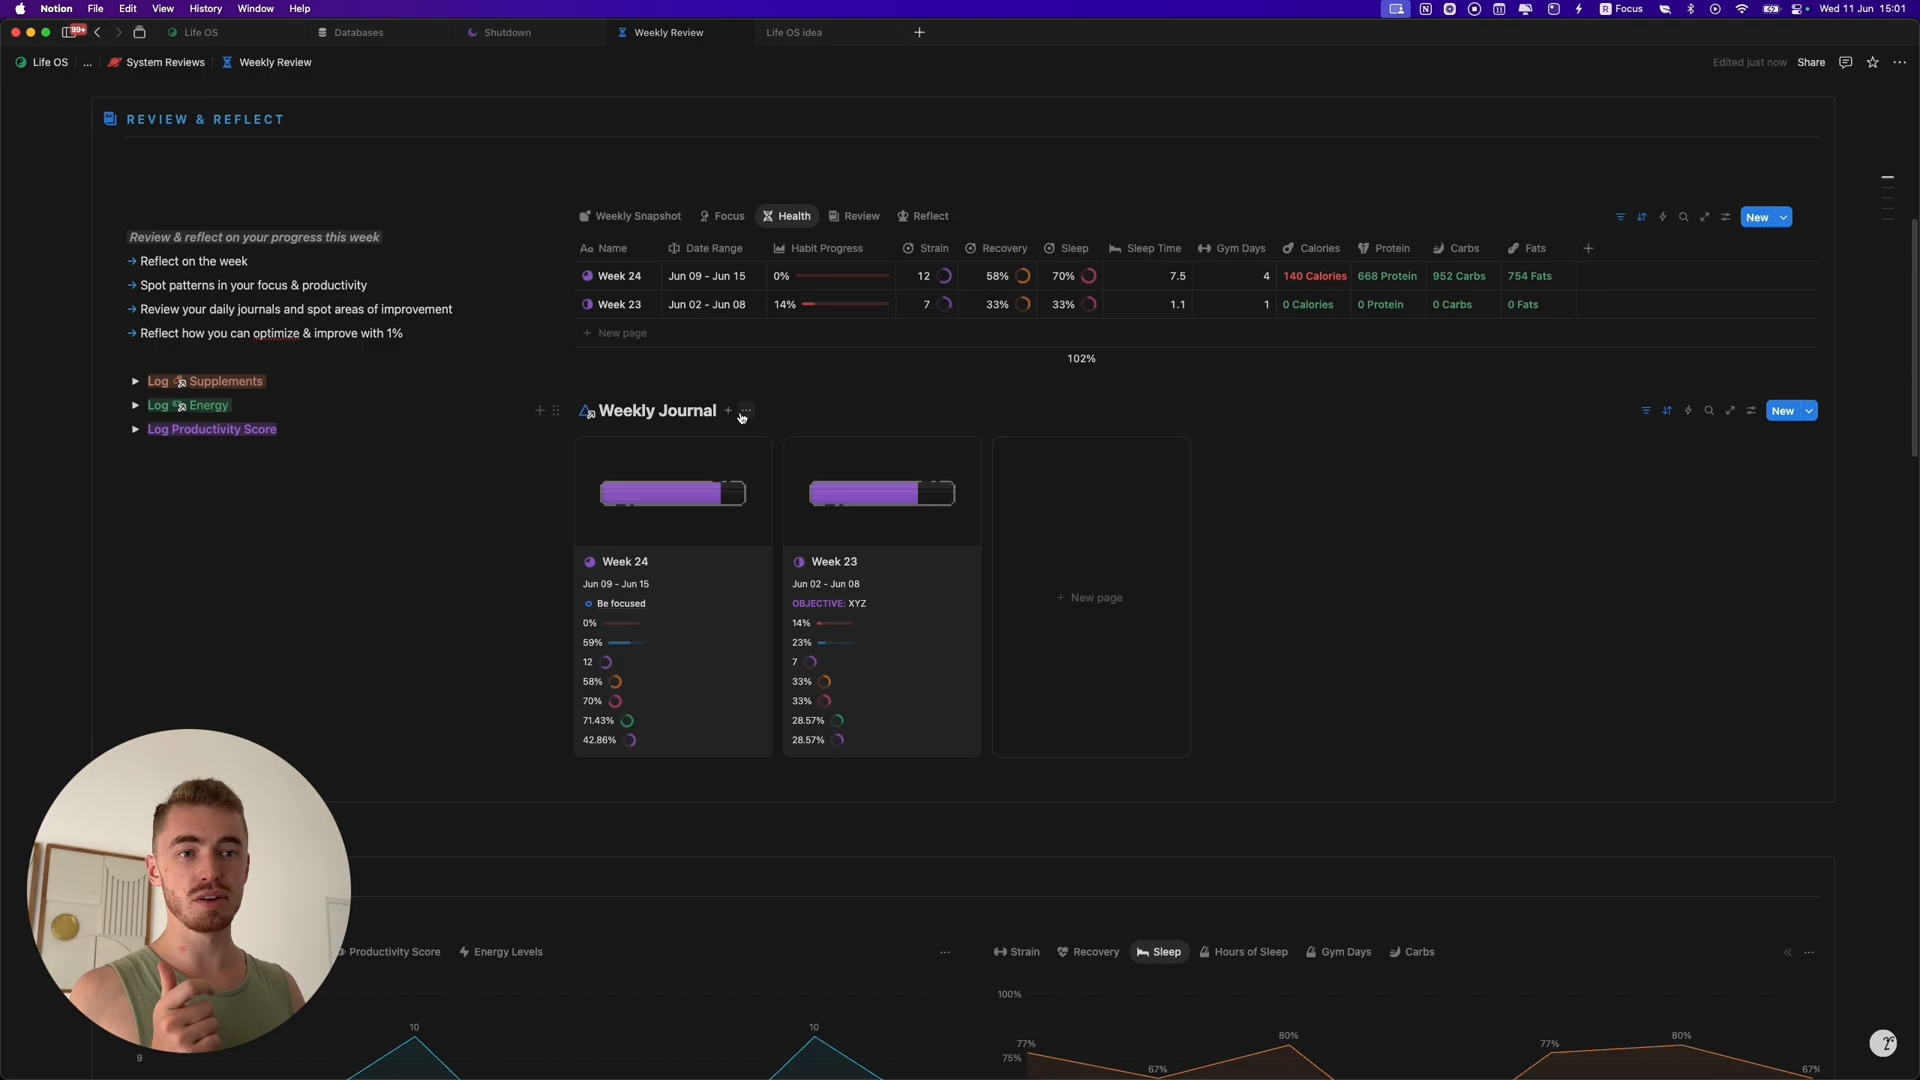 Notion File Edit View History Window Help
Focus Wed 11 Jun 15:01
99+ Life OS Databases Shutdown Weekly Review Life OS idea
Life OS / ... / System Reviews / Weekly Review
Edited just now Share
REVIEW & REFLECT
Review & reflect on your progress this week
→ Reflect on the week
→ Spot patterns in your focus & productivity
→ Review your daily journals and spot areas of improvement
→ Reflect how you can optimize & improve with 1%
Log Supplements
Log Energy
Log Productivity Score
Weekly Snapshot Focus Health Review Reflect
New
Aa Name Date Range Habit Progress Strain Recovery Sleep Sleep Time Gym Days Calories Protein Carbs Fats
Week 24 Jun 09 - Jun 15 0% 12 58% 70% 7.5 4 140 Calories 668 Protein 952 Carbs 754 Fats
Week 23 Jun 02 - Jun 08 14% 7 33% 33% 1.1 1 0 Calories 0 Protein 0 Carbs 0 Fats
+ New page
102%
Weekly Journal
New
Week 24
Jun 09 - Jun 15
Be focused
0%
59%
12
58%
70%
71.43%
42.86%
Week 23
Jun 02 - Jun 08
OBJECTIVE: XYZ
14%
23%
7
33%
33%
28.57%
28.57%
+ New page
Productivity Score Energy Levels
10
10
9
Strain Recovery Sleep Hours of Sleep Gym Days Carbs
100%
80%
80%
77%
77%
75%
67%
67%